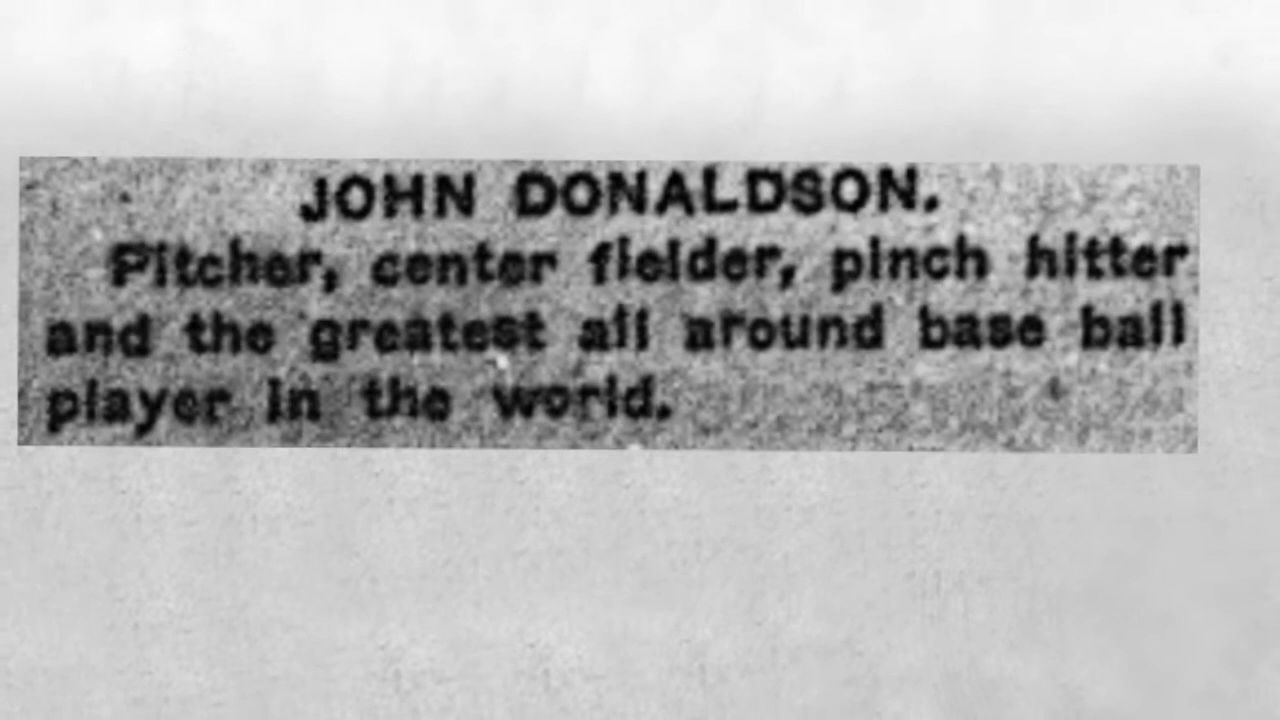 JOHN DONALDSON.
Pitcher, center fielder, pinch hitter
and the greatest all around base ball
player in the world.